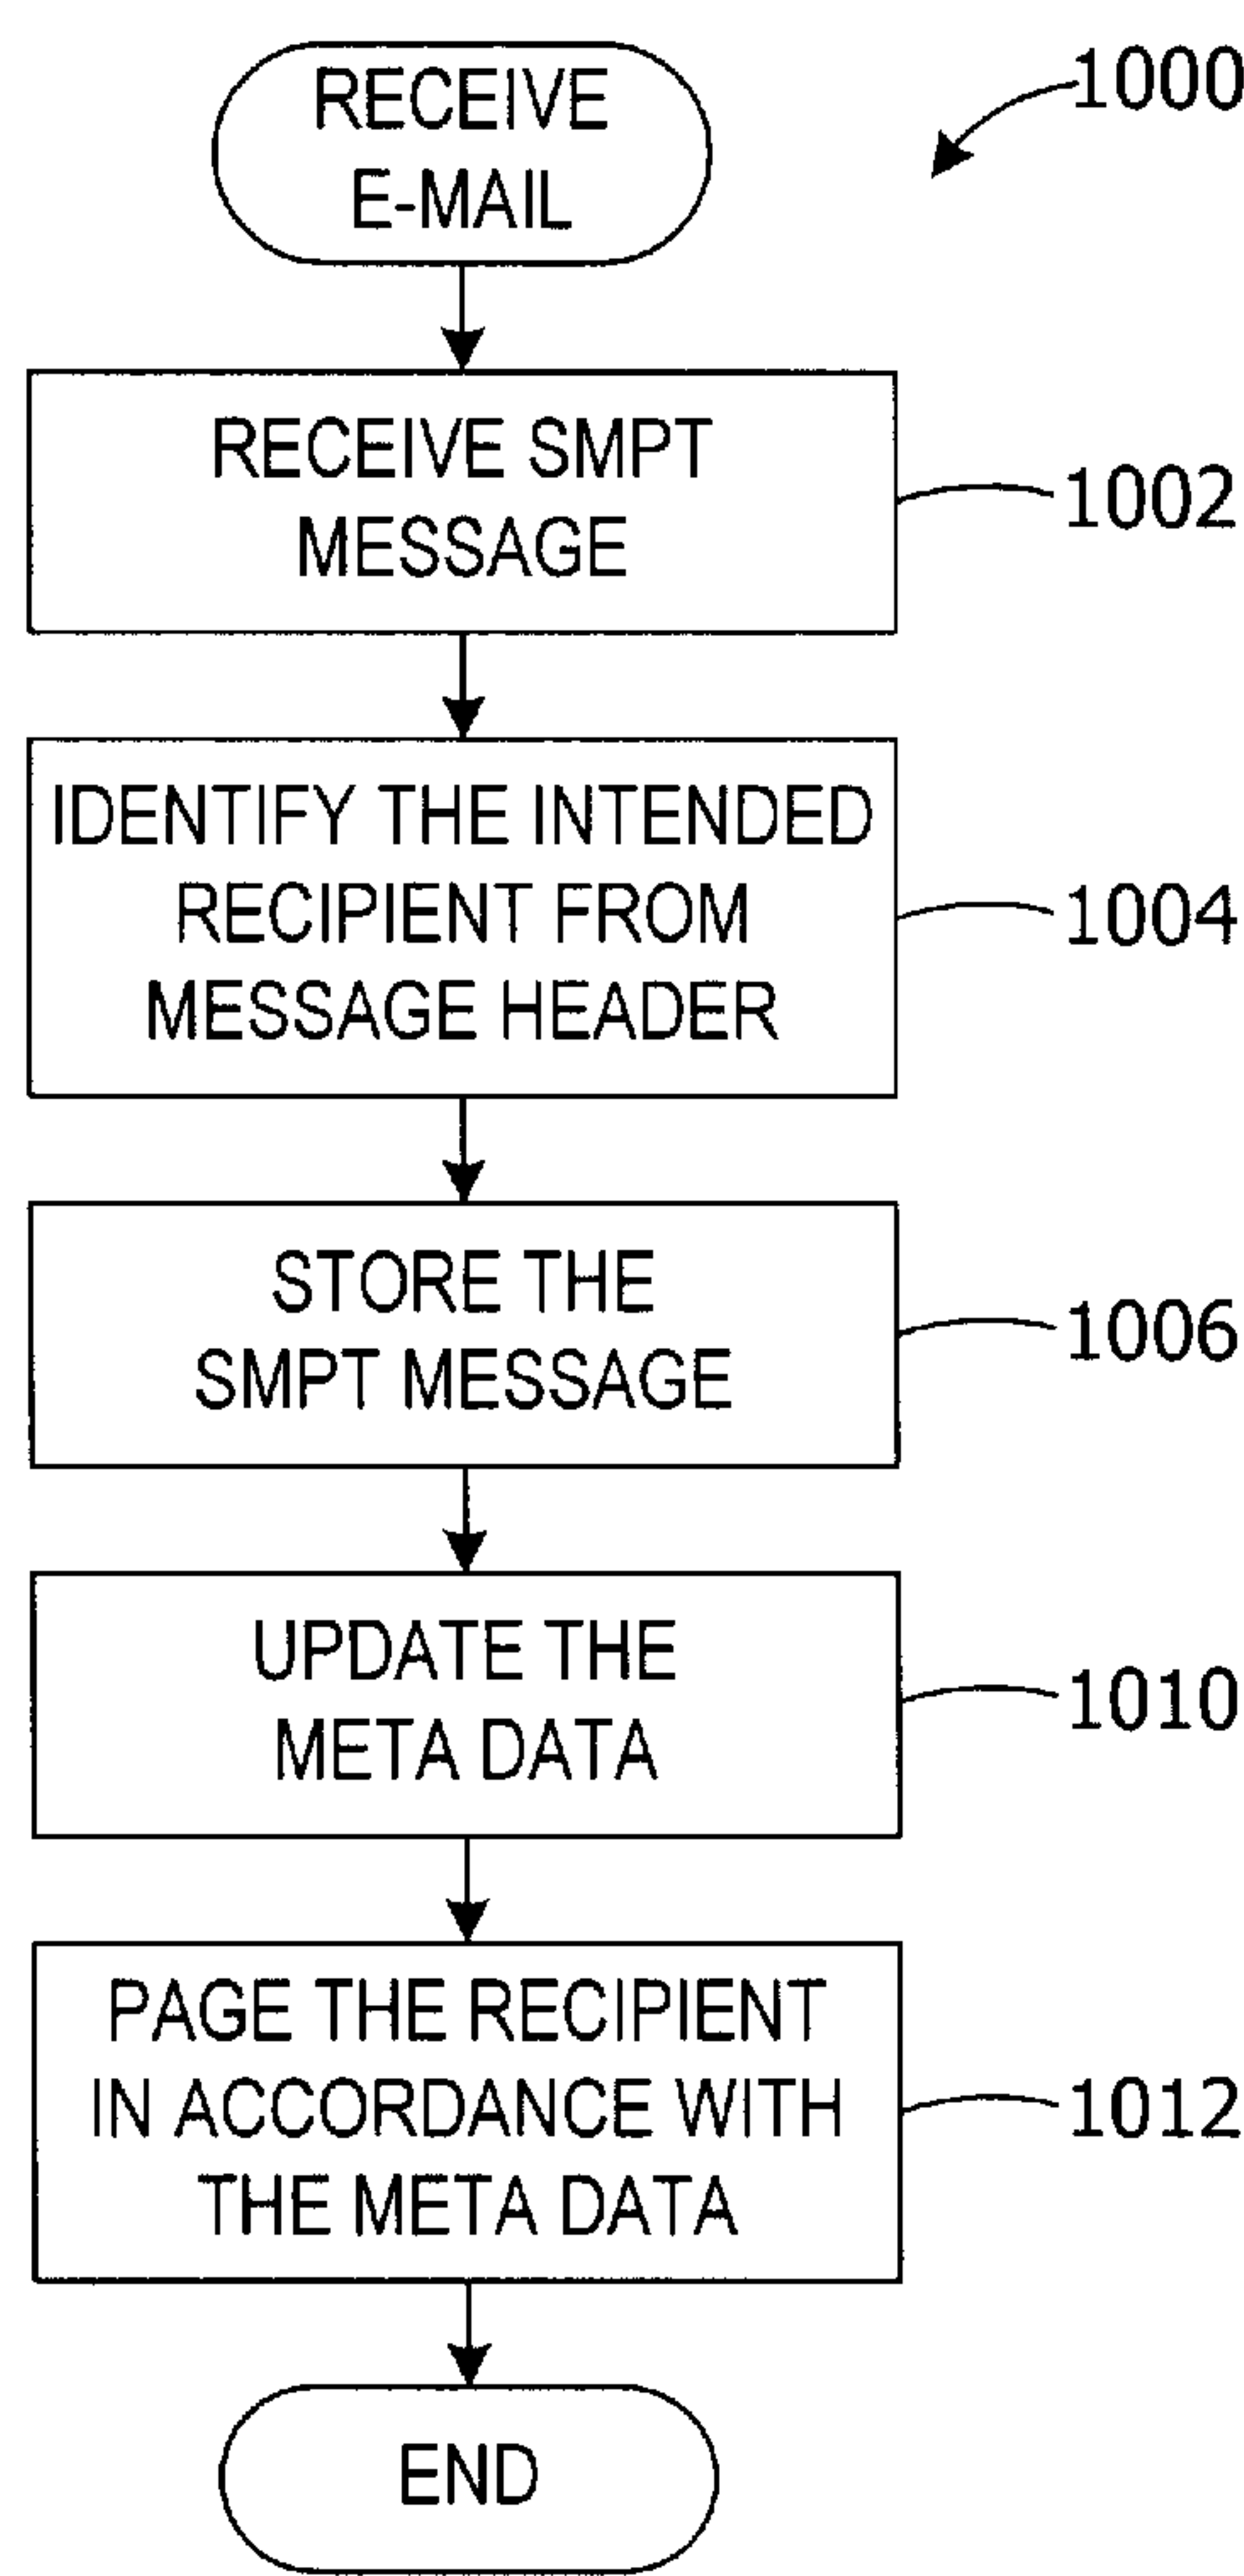 RECEIVE
E-MAIL
1000
RECEIVE SMPT
MESSAGE
1002
IDENTIFY THE INTENDED
RECIPIENT FROM
MESSAGE HEADER
1004
STORE THE
SMPT MESSAGE
1006
UPDATE THE
META DATA
1010
PAGE THE RECIPIENT
IN ACCORDANCE WITH
THE META DATA
1012
END